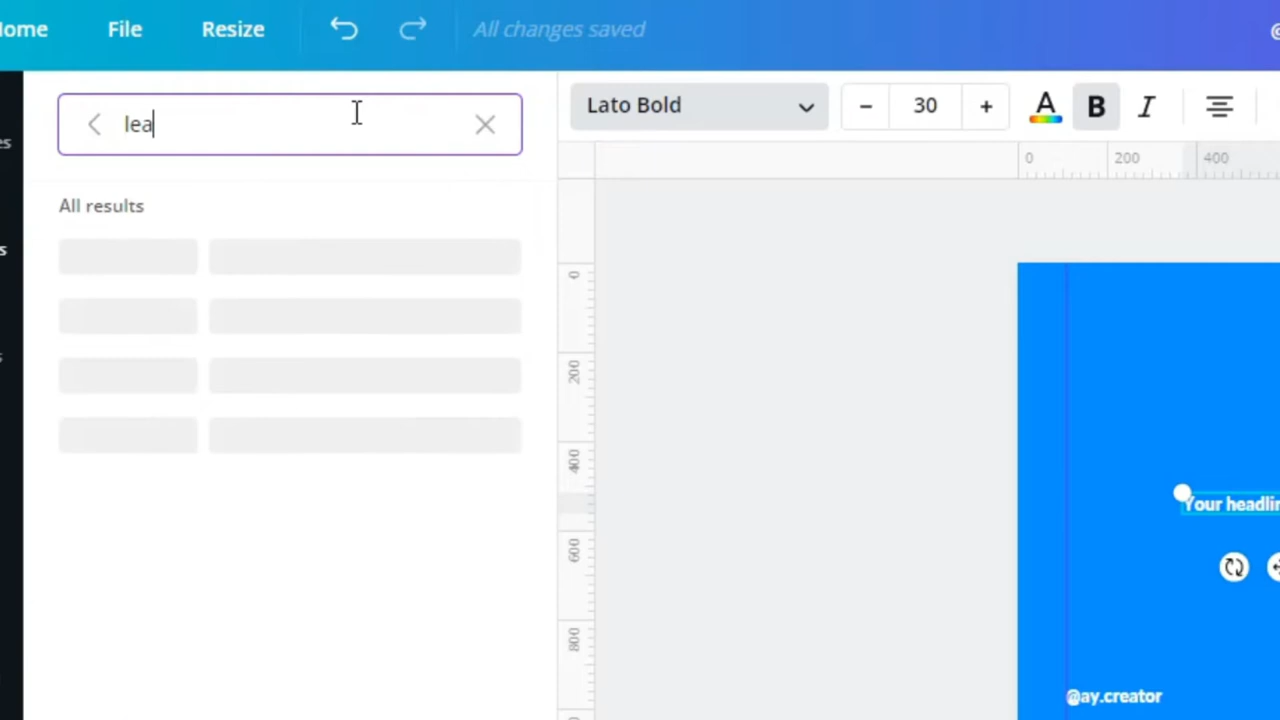 Home File Resize All changes saved
lea
Lato Bold
30
A B I
0 200 400
All results
0
200
400
600
800
Your headlin
@ay.creator